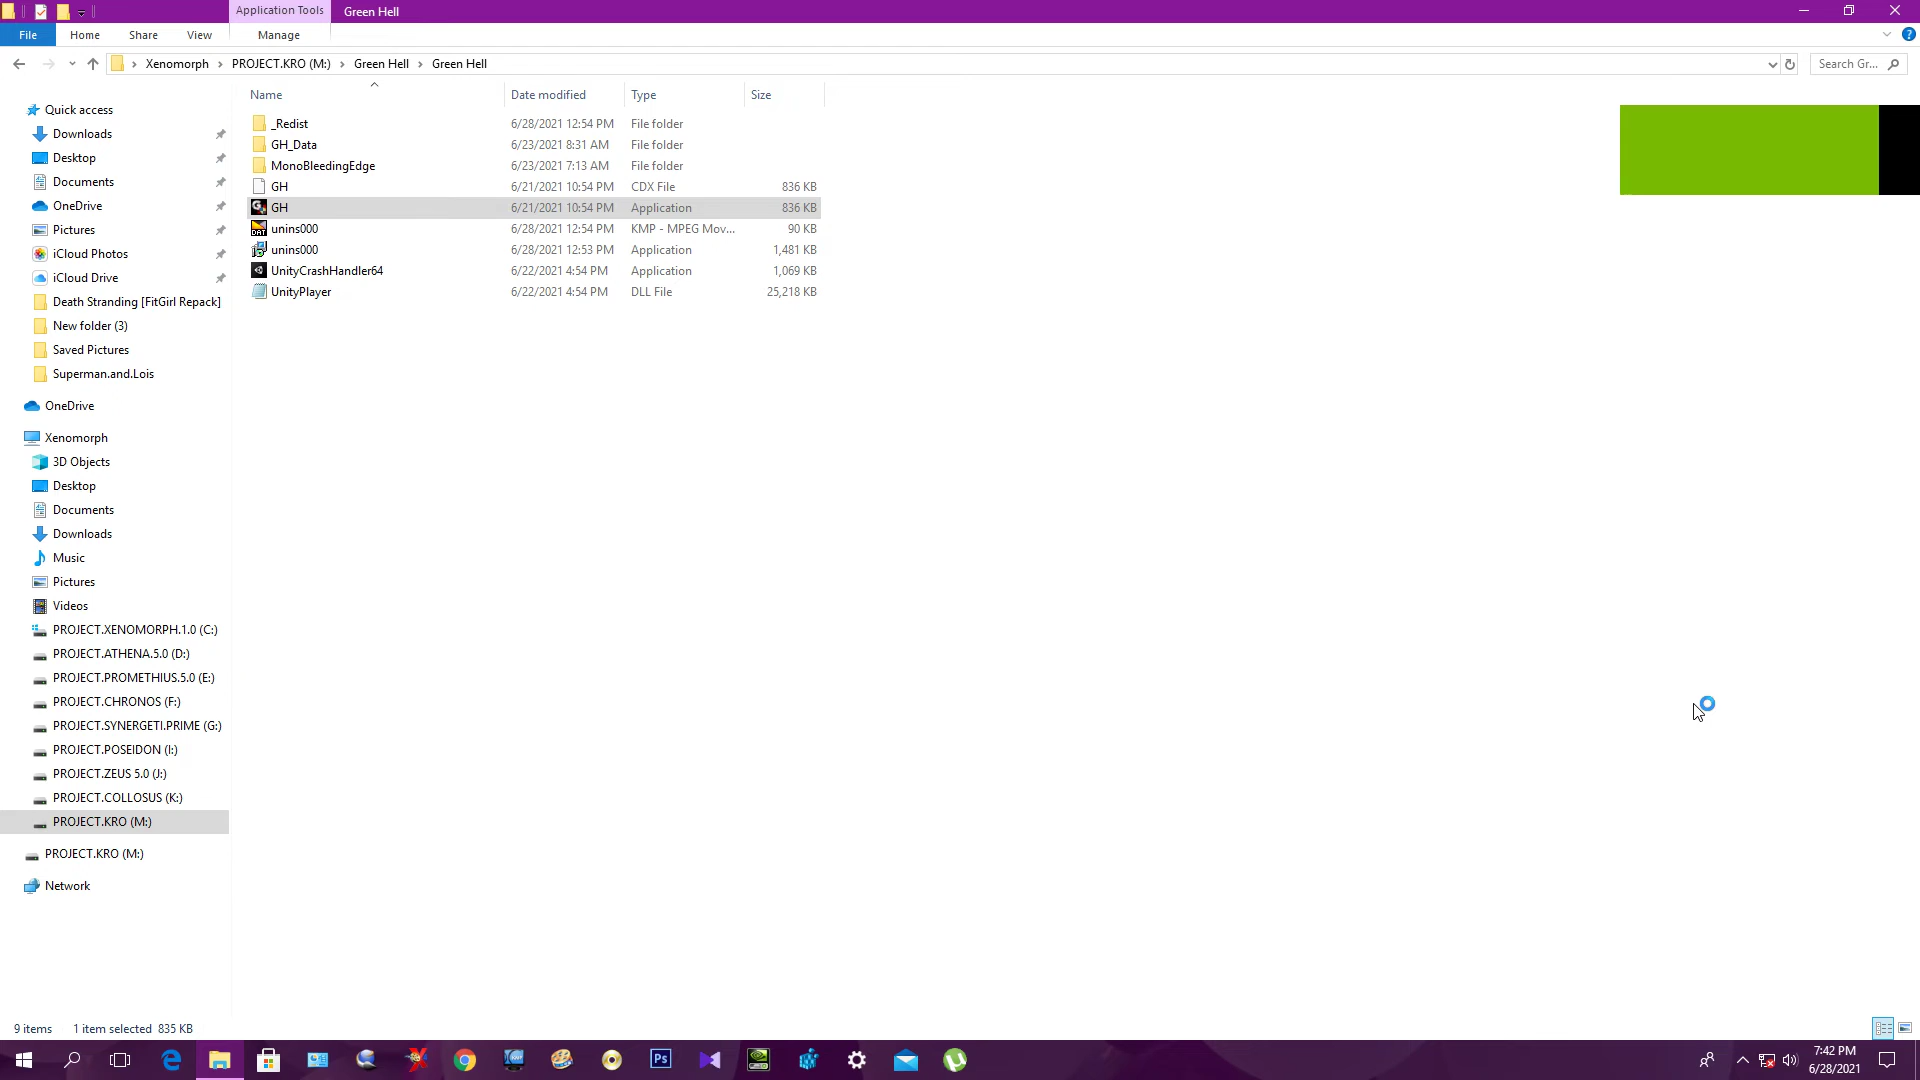 Application Tools Green Hell
File Home Share View Manage
Xenomorph PROJECT.KRO (M:) Green Hell Green Hell Search Gr...
Name Date modified Type Size
_Redist 6/28/2021 12:54 PM File folder
GH_Data 6/23/2021 8:31 AM File folder
MonoBleedingEdge 6/23/2021 7:13 AM File folder
GH 6/21/2021 10:54 PM CDX File 836 KB
GH 6/21/2021 10:54 PM Application 836 KB
unins000 6/28/2021 12:54 PM KMP - MPEG Mov... 90 KB
unins000 6/28/2021 12:53 PM Application 1,481 KB
UnityCrashHandler64 6/22/2021 4:54 PM Application 1,069 KB
UnityPlayer 6/22/2021 4:54 PM DLL File 25,218 KB
Quick access
Downloads
Desktop
Documents
OneDrive
Pictures
iCloud Photos
iCloud Drive
Death Stranding [FitGirl Repack]
New folder (3)
Saved Pictures
Superman.and.Lois
OneDrive
Xenomorph
3D Objects
Desktop
Documents
Downloads
Music
Pictures
Videos
PROJECT.XENOMORPH.1.0 (C:)
PROJECT.ATHENA.5.0 (D:)
PROJECT.PROMETHIUS.5.0 (E:)
PROJECT.CHRONOS (F:)
PROJECT.SYNERGETI.PRIME (G:)
PROJECT.POSEIDON (I:)
PROJECT.ZEUS 5.0 (J:)
PROJECT.COLLOSUS (K:)
PROJECT.KRO (M:)
PROJECT.KRO (M:)
Network
9 items 1 item selected 835 KB
Ps
7:42 PM
6/28/2021